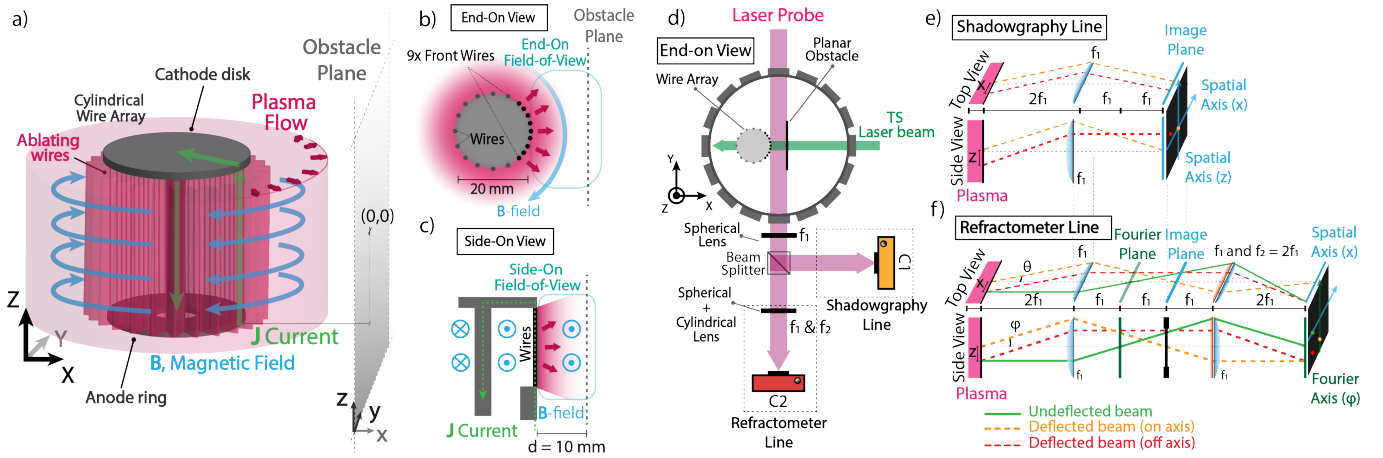 a)
Obstacle
Plane
Cathode disk
Cylindrical
Wire Array
Plasma
Flow
Ablating
wires
(0,0)
Z
Y
X
J Current
B, Magnetic Field
Anode ring
z
y
x
b)
End-On View
Obstacle
Plane
End-On
Field-of-View
9x Front Wires
Wires
20 mm
B-field
c)
Side-On View
Side-On
Field-of-View
Wires
B-field
J Current
d = 10 mm
d)
Laser Probe
End-on View
Planar
Obstacle
Wire Array
TS
Laser beam
Y
Z
X
Spherical
Lens
f₁
Beam
Splitter
C1
Shadowgraphy
Line
Spherical
+
Cylindrical
Lens
f₁ & f₂
C2
Refractometer
Line
e)
Shadowgraphy Line
Image
Plane
Top View
X
f₁
Spatial
Axis (x)
2f₁
f₁
f₁
Side View
Z
f₁
Spatial
Axis (z)
Plasma
f)
Refractometer Line
Fourier
Plane
Image
Plane
f₁ and f₂ = 2f₁
Spatial
Axis (x)
Top View
X
θ
f₁
2f₁
f₁
f₁
f₁
2f₁
Side View
Z
φ
f₁
f₁
Plasma
Fourier
Axis (φ)
Undeflected beam
Deflected beam (on axis)
Deflected beam (off axis)